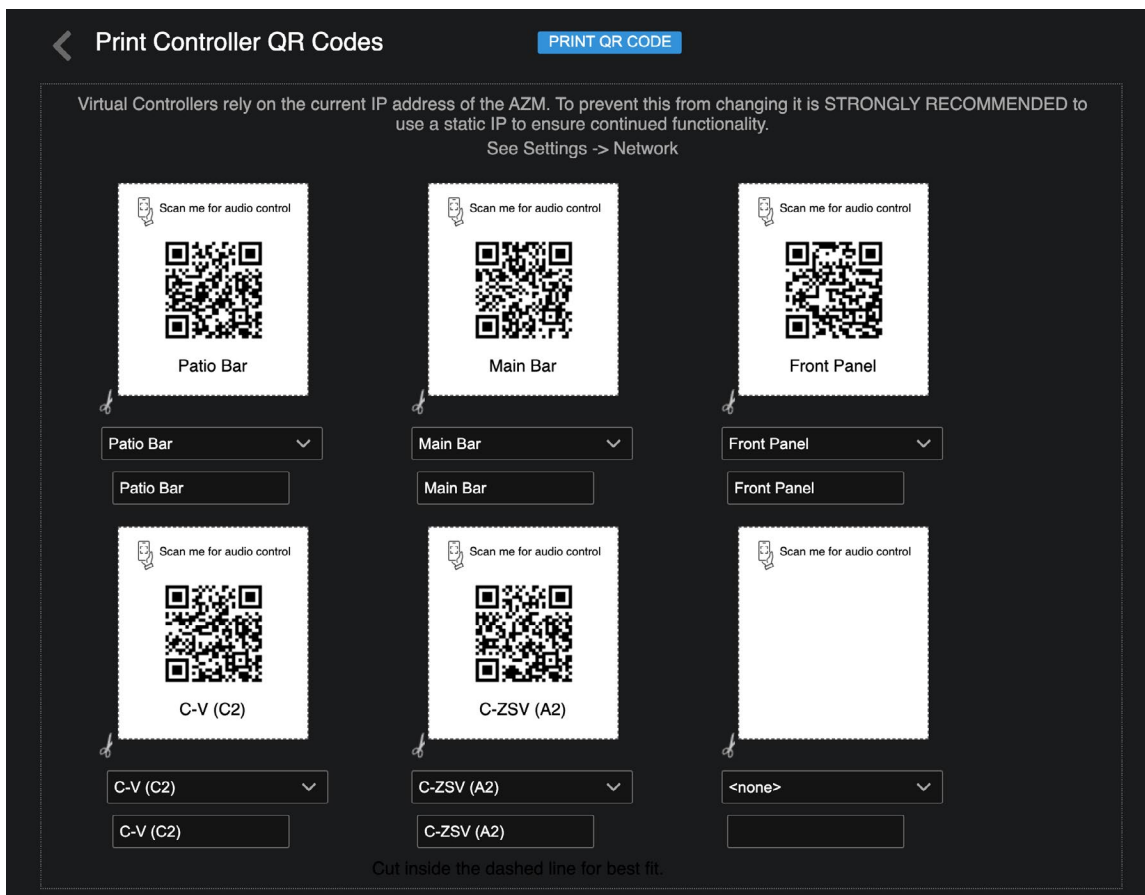 Print Controller QR Codes
PRINT QR CODE
Virtual Controllers rely on the current IP address of the AZM. To prevent this from changing it is STRONGLY RECOMMENDED to
use a static IP to ensure continued functionality.
See Settings -> Network
Scan me for audio control
Scan me for audio control
Scan me for audio control
Patio Bar
Main Bar
Front Panel
Patio Bar
Main Bar
Front Panel
Patio Bar
Main Bar
Front Panel
Scan me for audio control
Scan me for audio control
Scan me for audio control
C-V (C2)
C-ZSV (A2)
C-V (C2)
C-ZSV (A2)
<none>
C-V (C2)
C-ZSV (A2)
Cut inside the dashed line for best fit.